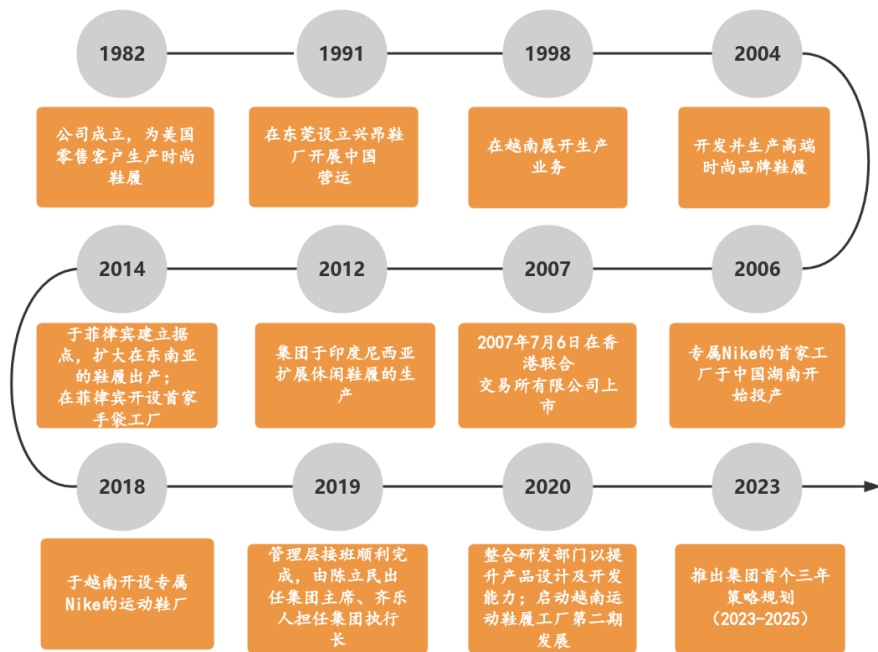 1982
1991
1998
2004
公司成立，为美国
零售客户生产时尚
鞋履
在东莞设立兴昂鞋
厂开展中国
营运
在越南展开生产
业务
开发并生产高端
时尚品牌鞋履
2014
2012
2007
2006
于菲律宾建立据
点，扩大在东南亚
的鞋履出产；
在菲律宾开设首家
手袋工厂
集团于印度尼西亚
扩展休闲鞋履的生
产
2007年7月6日在香
港联合
交易所有限公司上
市
专属Nike的首家工
厂于中国湖南开
始投产
2018
2019
2020
2023
于越南开设专属
Nike的运动鞋厂
管理层接班顺利完
成，由陈立民出
任集团主席、齐乐
人担任集团执行
长
整合研发部门以提
升产品设计及开发
能力；启动越南运
动鞋履工厂第二期
发展
推出集团首个三年
策略规划
（2023-2025）